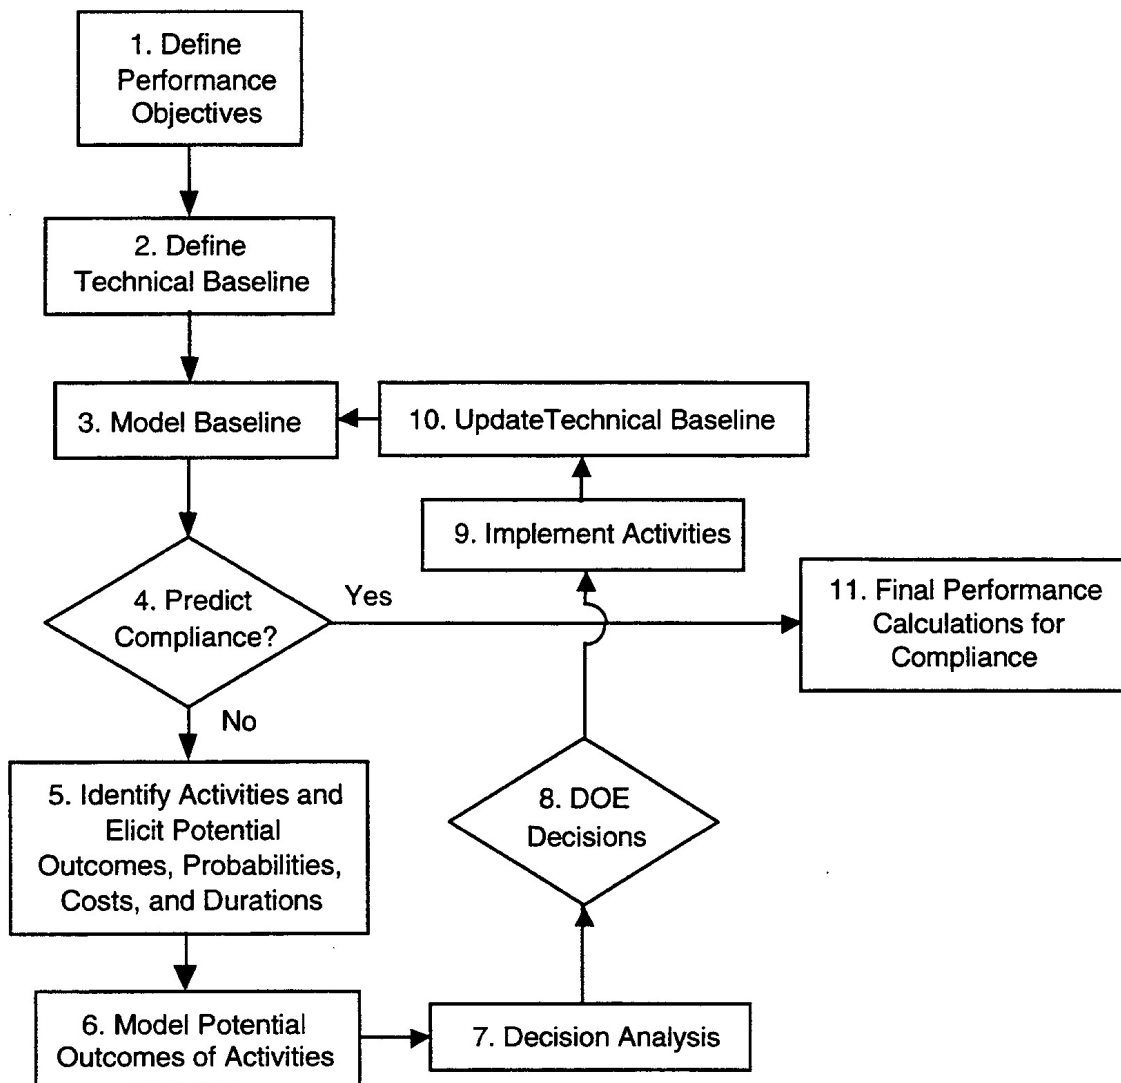 1. Define
Performance
Objectives
2. Define
Technical Baseline
3. Model Baseline
10. UpdateTechnical Baseline
9. Implement Activities
4. Predict
Compliance?
Yes
11. Final Performance
Calculations for
Compliance
No
5. Identify Activities and
Elicit Potential
Outcomes, Probabilities,
Costs, and Durations
8. DOE
Decisions
6. Model Potential
Outcomes of Activities
7. Decision Analysis